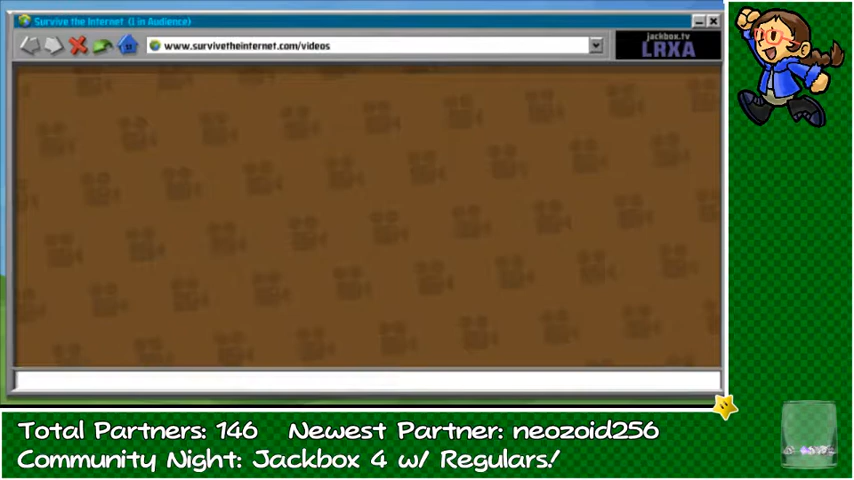 Survive the Internet (1 in Audience)
www.survivetheinternet.com/videos
jackbox.tv
LRXA
Total Partners: 146 Newest Partner: neozoid256
Community Night: Jackbox 4 w/ Regulars!